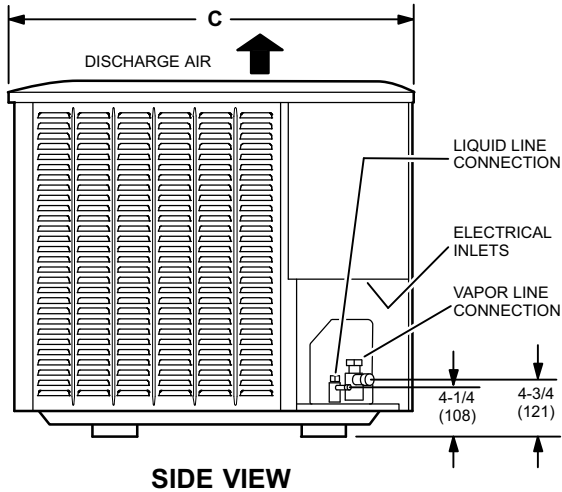 C
DISCHARGE AIR
LIQUID LINE
CONNECTION
ELECTRICAL
INLETS
VAPOR LINE
CONNECTION
4-1/4
(108)
4-3/4
(121)
SIDE VIEW